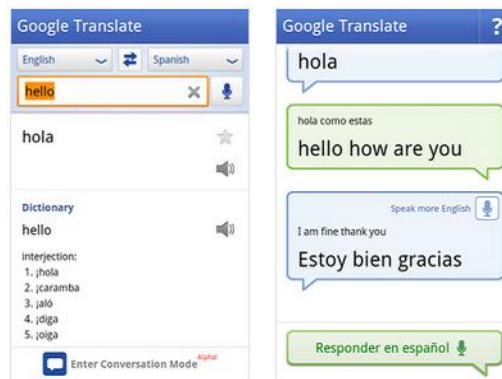 Google Translate
English Spanish
hello
hola
Dictionary
hello
interjection:
1. ¡hola
2. ¡caramba
3. ¡aló
4. ¡diga
5. ¡oiga
Enter Conversation Mode Alpha!
Google Translate ?
hola
hola como estas
hello how are you
Speak more English
I am fine thank you
Estoy bien gracias
Responder en español